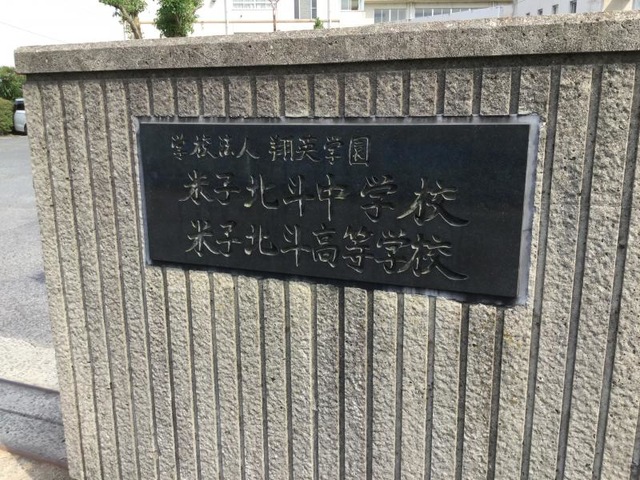 学校法人 翔英学園
米子北斗中学校
米子北斗高等学校